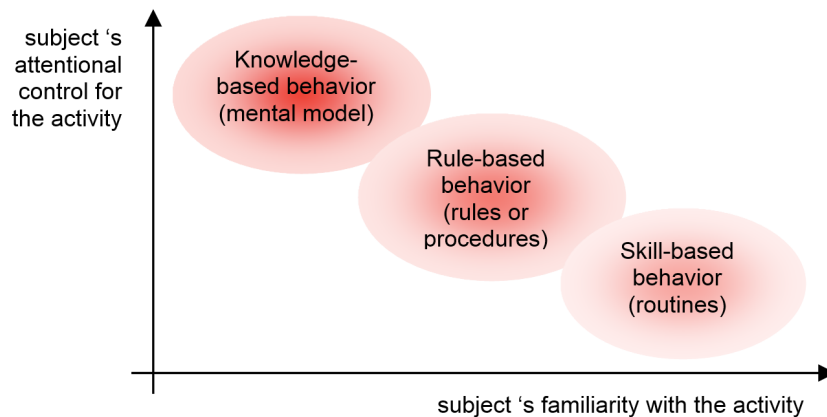 subject ‘s
attentional
control for
the activity
Knowledge-
based behavior
(mental model)
Rule-based
behavior
(rules or
procedures)
Skill-based
behavior
(routines)
subject ‘s familiarity with the activity